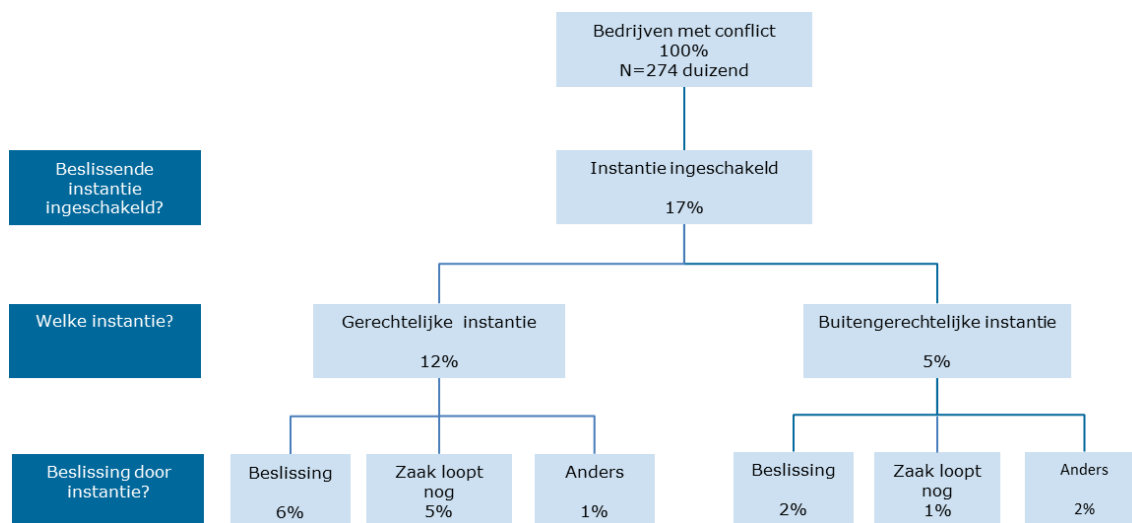 Bedrijven met conflict
100%
N=274 duizend
Beslissende
instantie
ingeschakeld?
Instantie ingeschakeld
17%
Welke instantie?
Gerechtelijke instantie
12%
Buitengerechtelijke instantie
5%
Beslissing door
instantie?
Beslissing
6%
Zaak loopt
nog
5%
Anders
1%
Beslissing
2%
Zaak loopt
nog
1%
Anders
2%